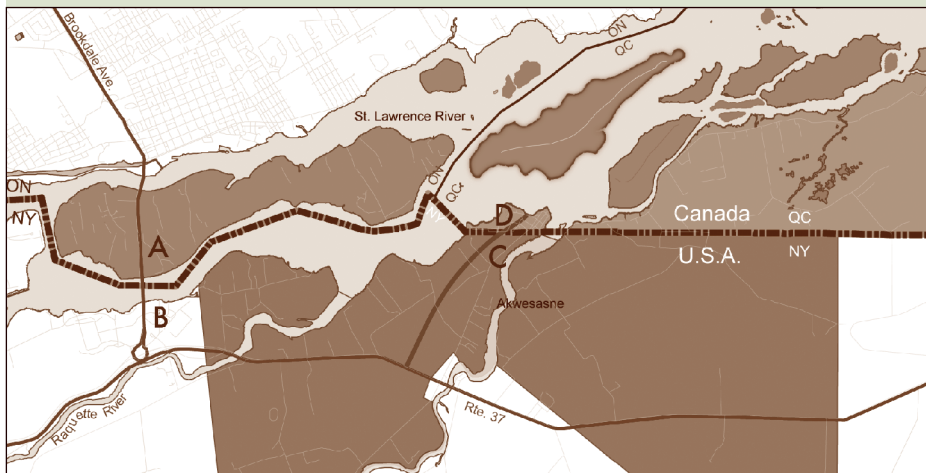 Brookdale Ave.
ON
QC
St. Lawrence River
ON
QC
ON
NY
A
D
Canada
QC
U.S.A.
NY
C
B
Akwesasne
Rte. 37
Raquette River